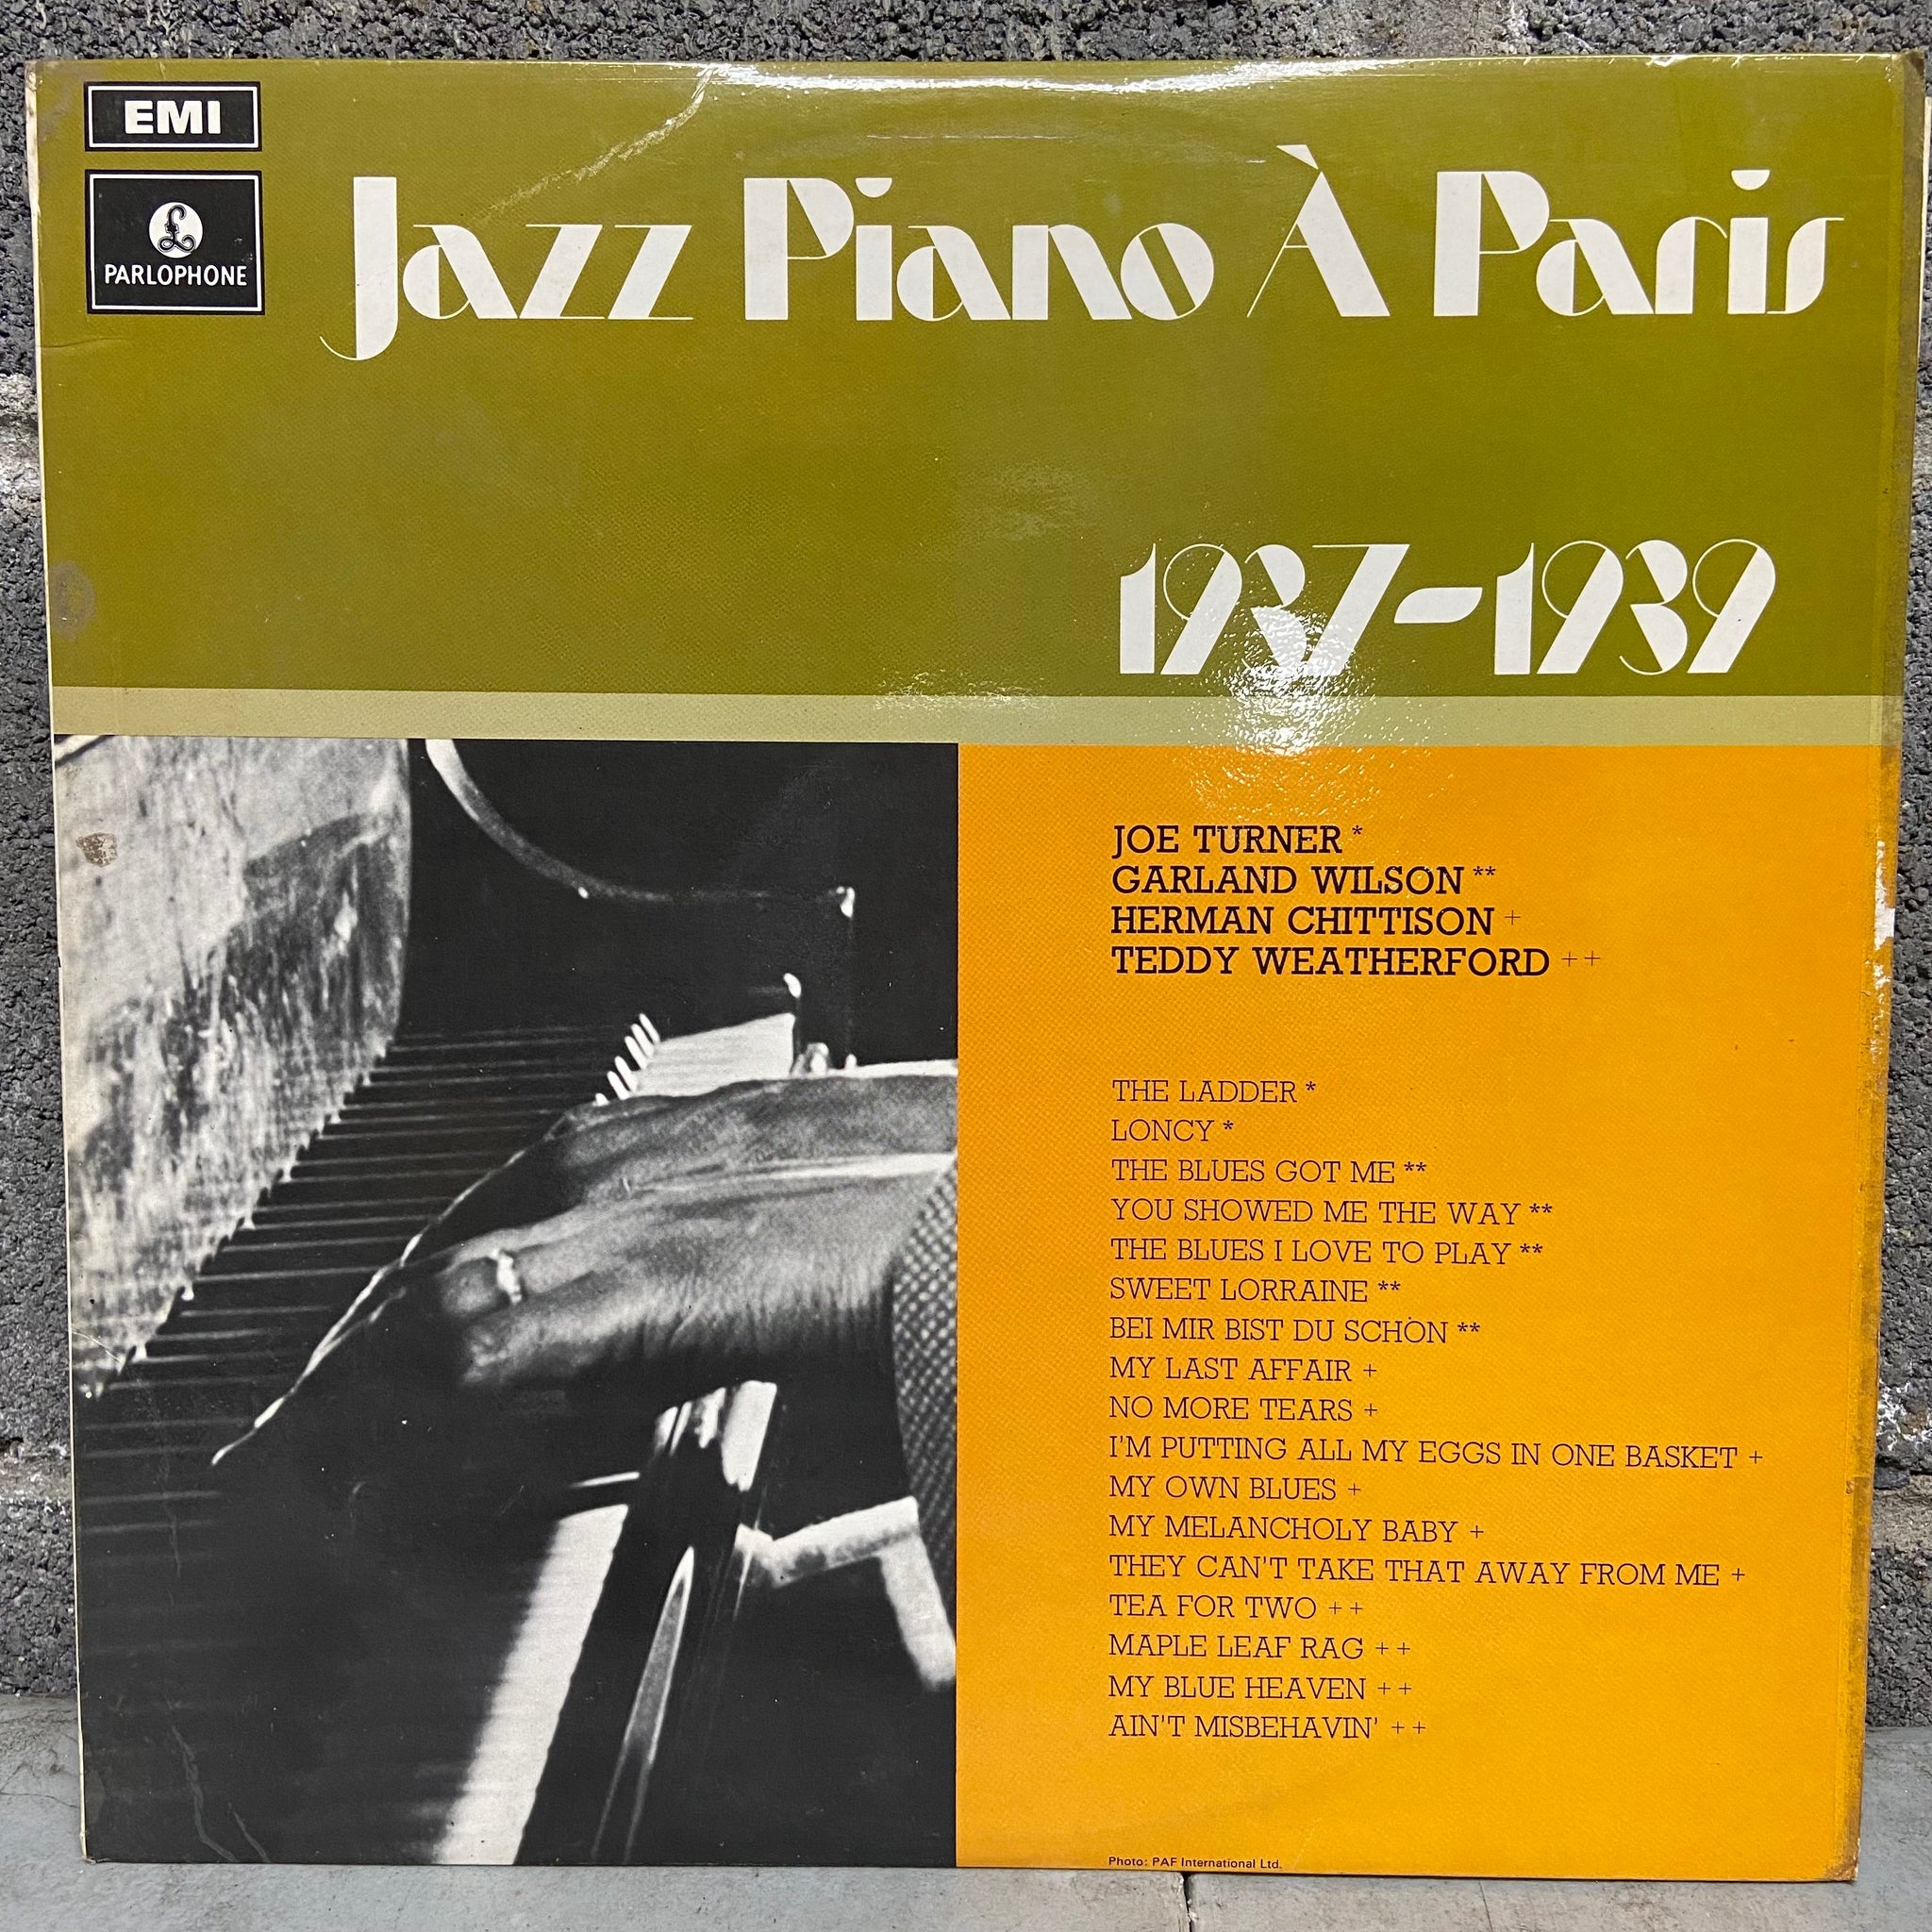 EMI
£
PARLOPHONE
Jazz Piano À Paris
1937-1939
JOE TURNER *
GARLAND WILSON **
HERMAN CHITTISON +
TEDDY WEATHERFORD ++
THE LADDER *
LONCY *
THE BLUES GOT ME **
YOU SHOWED ME THE WAY **
THE BLUES I LOVE TO PLAY **
SWEET LORRAINE **
BEI MIR BIST DU SCHÖN **
MY LAST AFFAIR +
NO MORE TEARS +
I'M PUTTING ALL MY EGGS IN ONE BASKET +
MY OWN BLUES +
MY MELANCHOLY BABY +
THEY CAN'T TAKE THAT AWAY FROM ME +
TEA FOR TWO ++
MAPLE LEAF RAG ++
MY BLUE HEAVEN ++
AIN'T MISBEHAVIN' ++
Photo: PAF International Ltd.